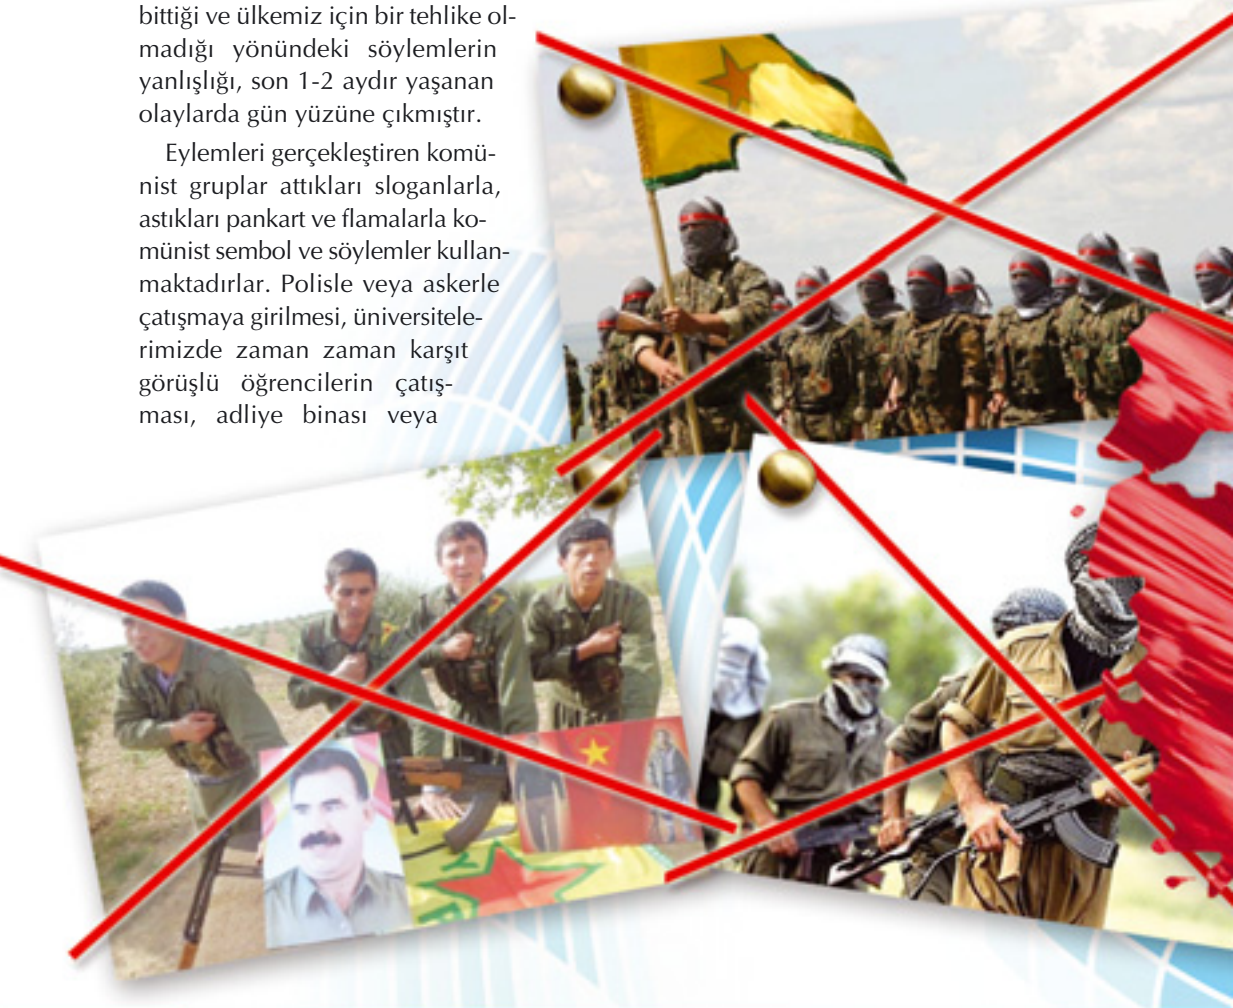 bittiği ve ülkemiz için bir tehlike ol-
madığı yönündeki söylemlerin
yanlışlığı, son 1-2 aydır yaşanan
olaylarda gün yüzüne çıkmıştır.
Eylemleri gerçekleştiren komü-
nist gruplar attıkları sloganlarla,
astıkları pankart ve flamalarla ko-
münist sembol ve söylemler kullan-
maktadırlar. Polisle veya askerle
çatışmaya girilmesi, üniversitele-
rimizde zaman zaman karşıt
görüşlü öğrencilerin çatış-
ması, adliye binası veya